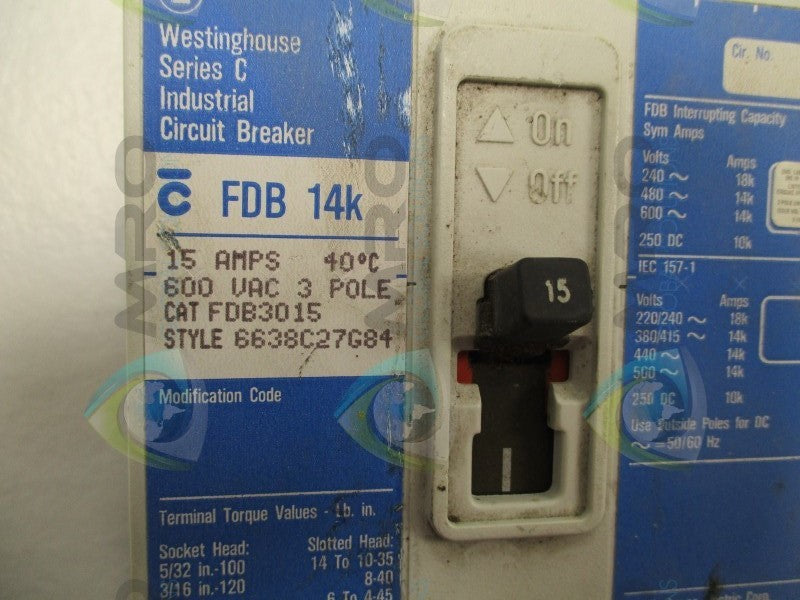 Westinghouse
Series C
Industrial
Circuit Breaker
C FDB 14k
15 AMPS 40°C
600 VAC 3 POLE
CAT FDB3015
STYLE 6638C27G84
Modification Code
Terminal Torque Values - Lb. in.
Socket Head: Slotted Head:
5/32 in.-100 14 To 10-35
3/16 in.-120 8-40
6 To 4-45
On
Off
15
Cir. No.
FDB Interrupting Capacity
Sym Amps
Volts Amps
240 ~ 18k
480 ~ 14k
600 ~ 14k
250 DC 10k
IEC 157-1
Volts Amps
220/240 ~ 18k
380/415 ~ 14k
440 ~ 14k
500 ~ 14k
250 DC 10k
Use Outside Poles for DC
~ = 50/60 Hz
Electric Corp.
MRO
MRO